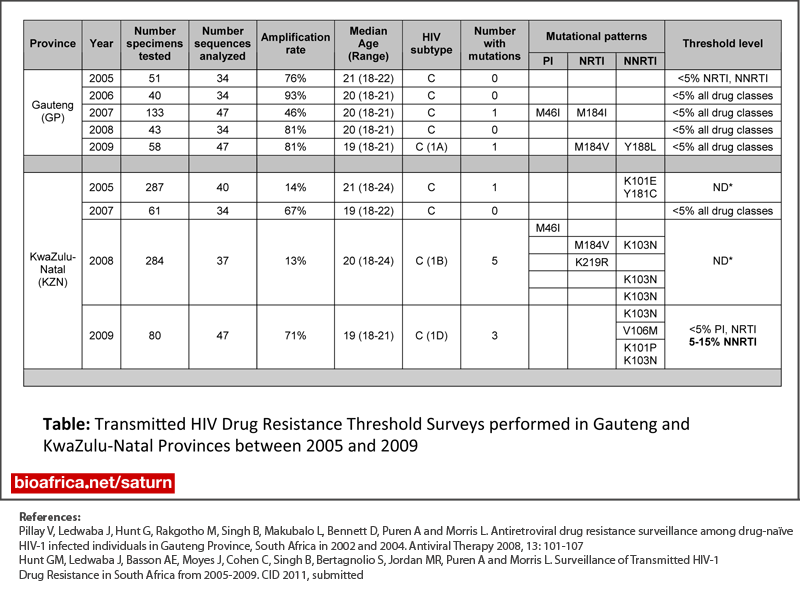 Province Year Number specimens tested Number sequences analyzed Amplification rate Median Age (Range) HIV subtype Number with mutations Mutational patterns Threshold level
PI NRTI NNRTI
Gauteng (GP)
2005 51 34 76% 21 (18-22) C 0 <5% NRTI, NNRTI
2006 40 34 93% 20 (18-21) C 0 <5% all drug classes
2007 133 47 46% 20 (18-21) C 1 M46I M184I <5% all drug classes
2008 43 34 81% 20 (18-21) C 0 <5% all drug classes
2009 58 47 81% 19 (18-21) C (1A) 1 M184V Y188L <5% all drug classes
KwaZulu-Natal (KZN)
2005 287 40 14% 21 (18-24) C 1 K101E Y181C ND*
2007 61 34 67% 19 (18-22) C 0 <5% all drug classes
2008 284 37 13% 20 (18-24) C (1B) 5 ND*
M46I
M184V K103N
K219R
K103N
K103N
2009 80 47 71% 19 (18-21) C (1D) 3 <5% PI, NRTI 5-15% NNRTI
K103N
V106M
K101P
K103N
Table: Transmitted HIV Drug Resistance Threshold Surveys performed in Gauteng and
KwaZulu-Natal Provinces between 2005 and 2009
bioafrica.net/saturn
References:
Pillay V, Ledwaba J, Hunt G, Rakgotho M, Singh B, Makubalo L, Bennett D, Puren A and Morris L. Antiretroviral drug resistance surveillance among drug-naïve
HIV-1 infected individuals in Gauteng Province, South Africa in 2002 and 2004. Antiviral Therapy 2008, 13: 101-107
Hunt GM, Ledwaba J, Basson AE, Moyes J, Cohen C, Singh B, Bertagnolio S, Jordan MR, Puren A and Morris L. Surveillance of Transmitted HIV-1
Drug Resistance in South Africa from 2005-2009. CID 2011, submitted